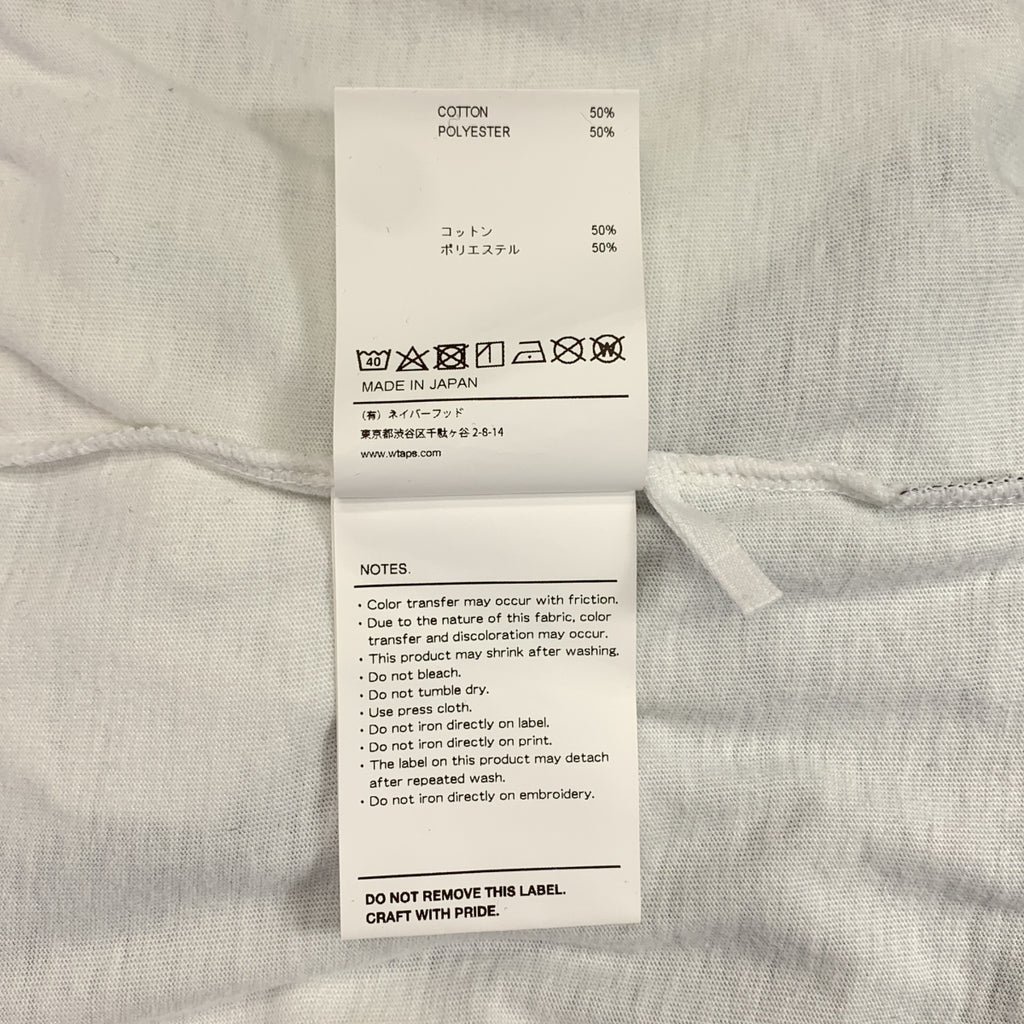 COTTON 50%
POLYESTER 50%
コットン 50%
ポリエステル 50%
40 W
MADE IN JAPAN
(有) ネイバーフッド
東京都渋谷区千駄ヶ谷 2-8-14
www.wtaps.com
NOTES.
・Color transfer may occur with friction.
・Due to the nature of this fabric, color
transfer and discoloration may occur.
・This product may shrink after washing.
・Do not bleach.
・Do not tumble dry.
・Use press cloth.
・Do not iron directly on label.
・Do not iron directly on print.
・The label on this product may detach
after repeated wash.
・Do not iron directly on embroidery.
DO NOT REMOVE THIS LABEL.
CRAFT WITH PRIDE.